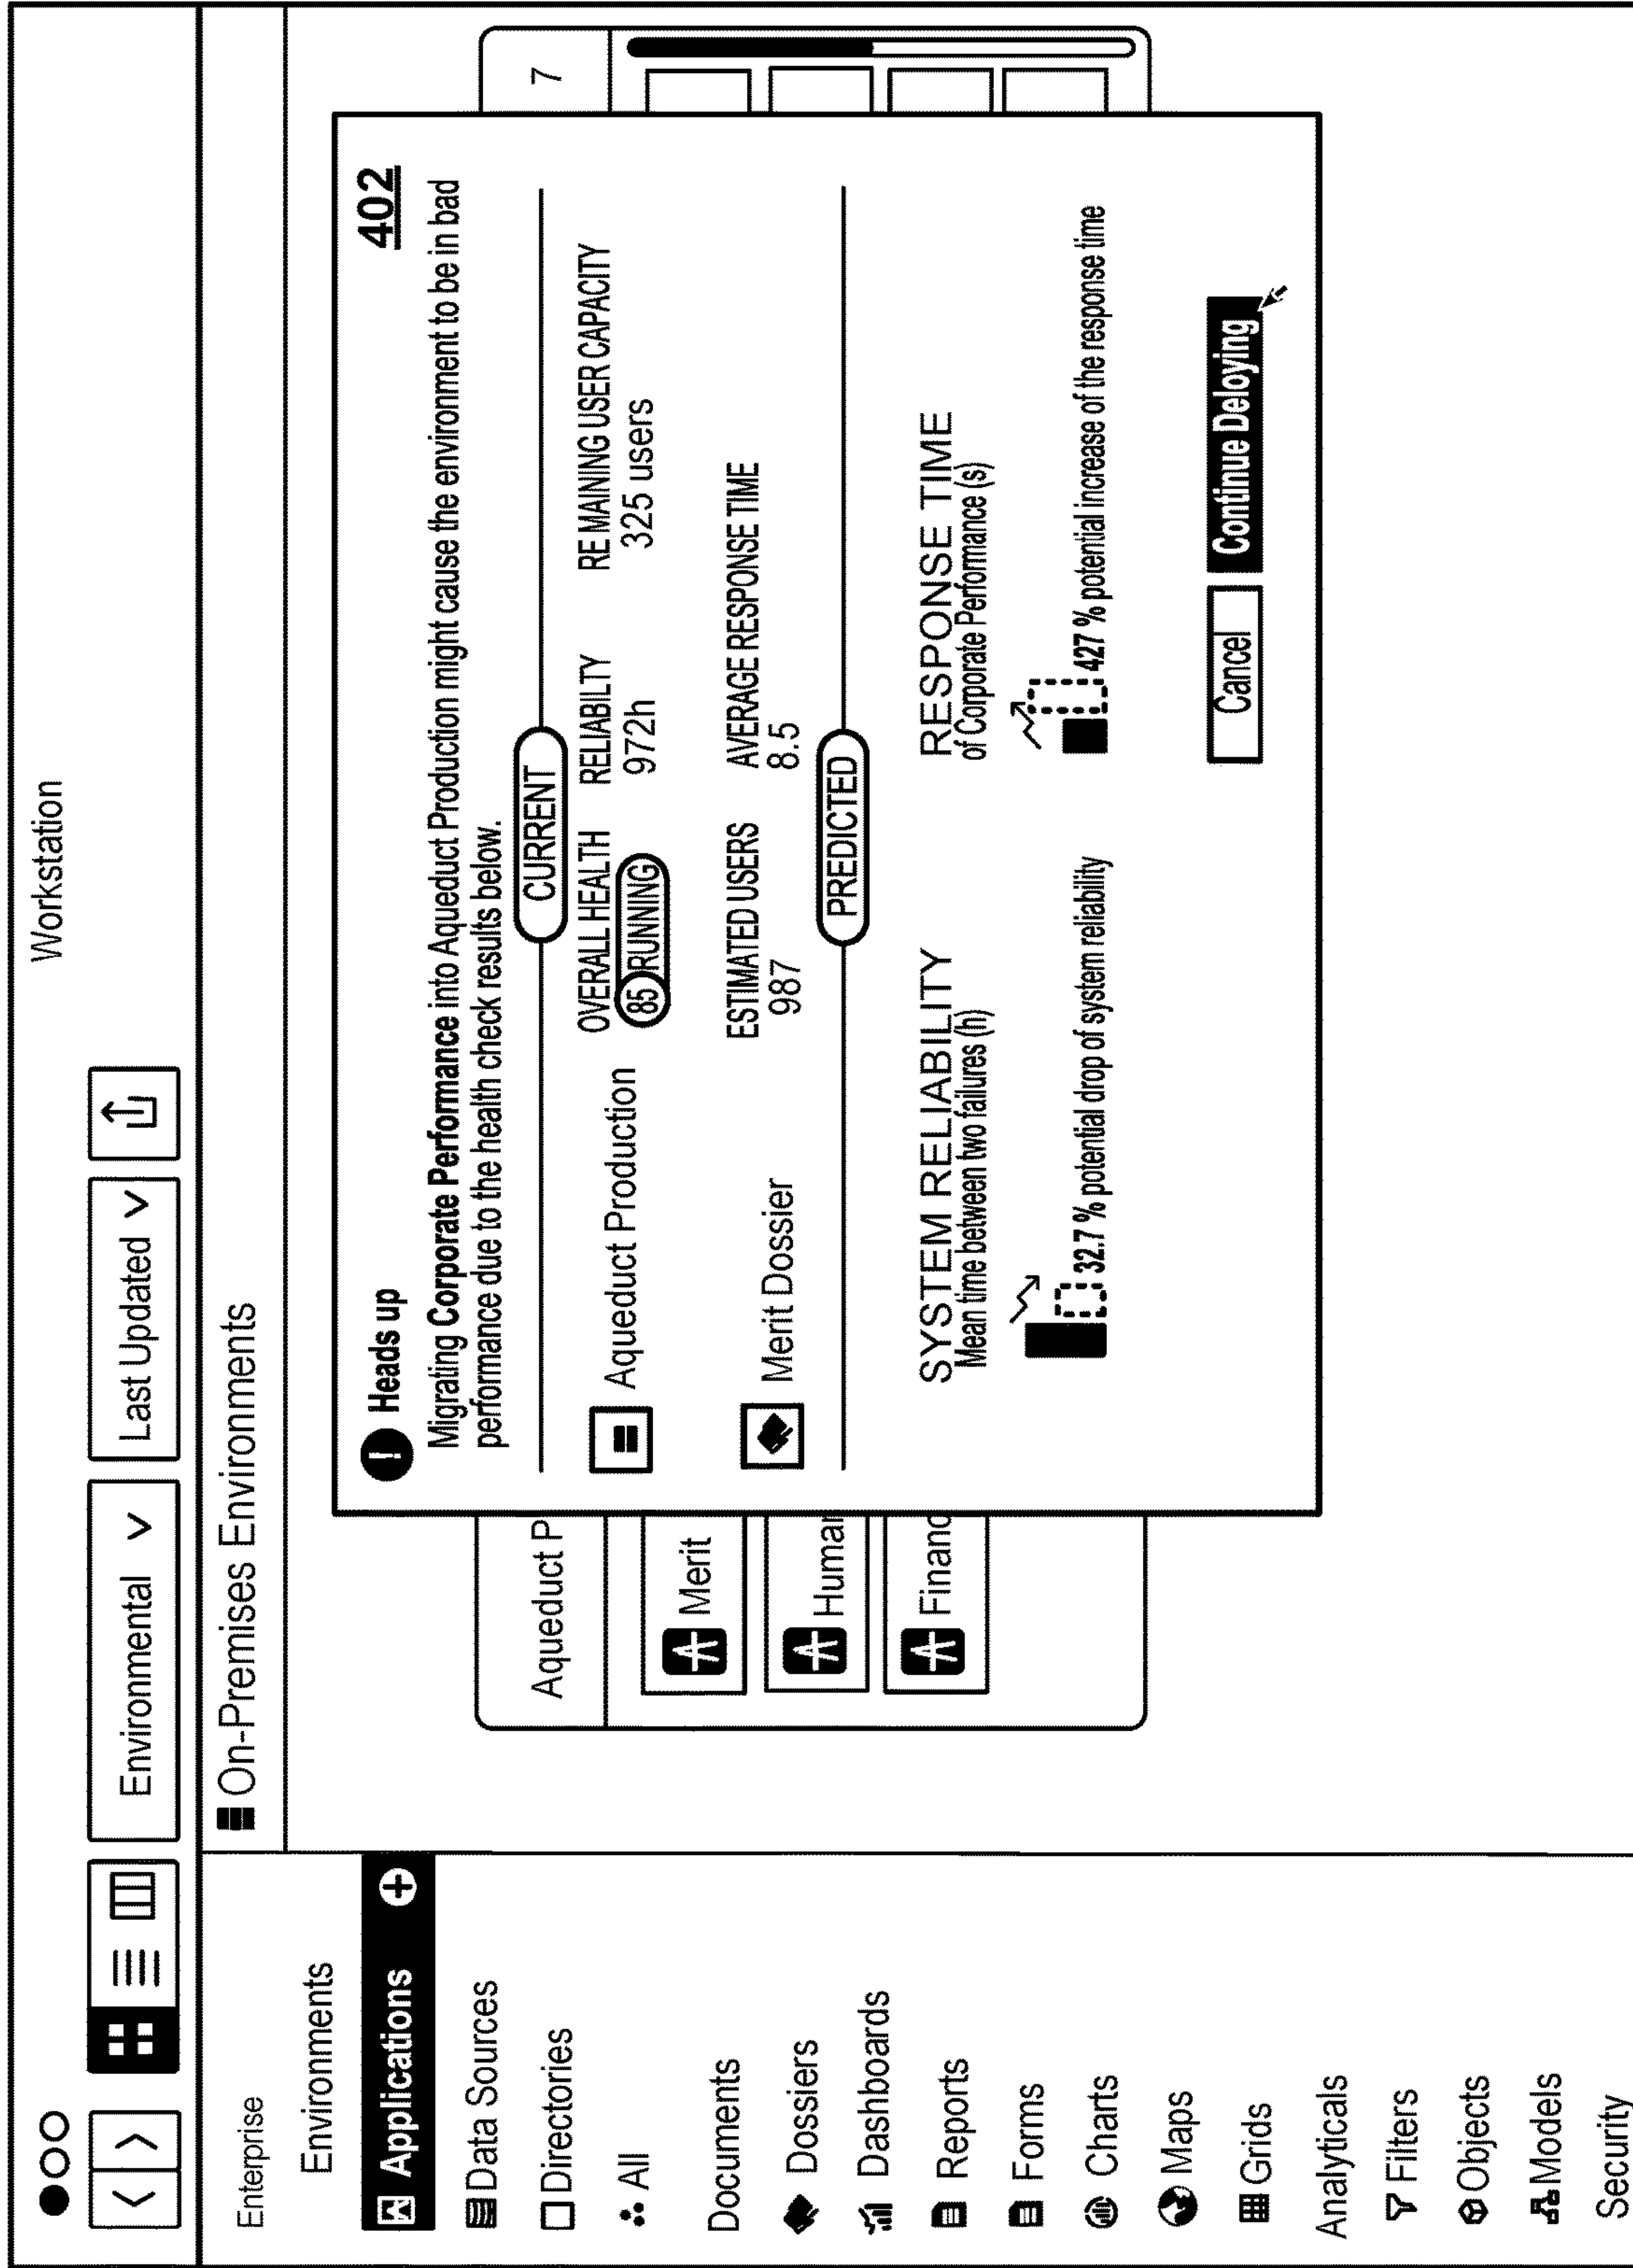 Workstation
Environmental
Last Updated
Enterprise
Environments
Applications
Data Sources
Directories
All
Documents
Dossiers
Dashboards
Reports
Forms
Charts
Maps
Grids
Analyticals
Filters
Objects
Models
Security
On-Premises Environments
Aqueduct P
7
Merit
Human
Financ
402
! Heads up
Migrating Corporate Performance into Aqueduct Production might cause the environment to be in bad
performance due to the health check results below.
CURRENT
Aqueduct Production
OVERALL HEALTH
85 RUNNING
RELIABILTY
972h
RE MAINING USER CAPACITY
325 users
Merit Dossier
ESTIMATED USERS
987
AVERAGE RESPONSE TIME
8.5
PREDICTED
SYSTEM RELIABILITY
Mean time between two failures (h)
32.7 % potential drop of system reliability
RESPONSE TIME
of Corporate Performance (s)
427 % potential increase of the response time
Cancel
Continue Deloying